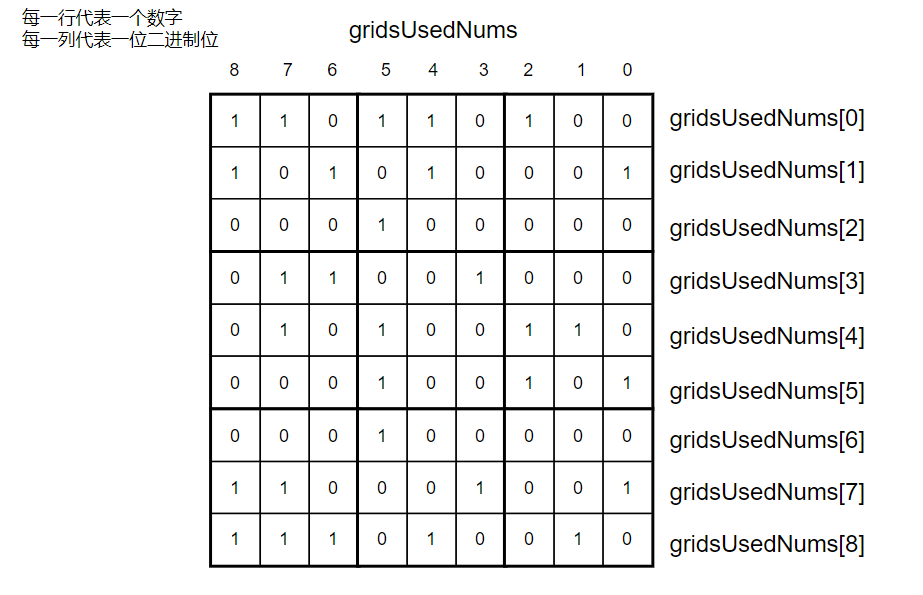 每一行代表一个数字
每一列代表一位二进制位
gridsUsedNums
8 7 6 5 4 3 2 1 0
1 1 0 1 1 0 1 0 0 gridsUsedNums[0]
1 0 1 0 1 0 0 0 1 gridsUsedNums[1]
0 0 0 1 0 0 0 0 0 gridsUsedNums[2]
0 1 1 0 0 1 0 0 0 gridsUsedNums[3]
0 1 0 1 0 0 1 1 0 gridsUsedNums[4]
0 0 0 1 0 0 1 0 1 gridsUsedNums[5]
0 0 0 1 0 0 0 0 0 gridsUsedNums[6]
1 1 0 0 0 1 0 0 1 gridsUsedNums[7]
1 1 1 0 1 0 0 1 0 gridsUsedNums[8]